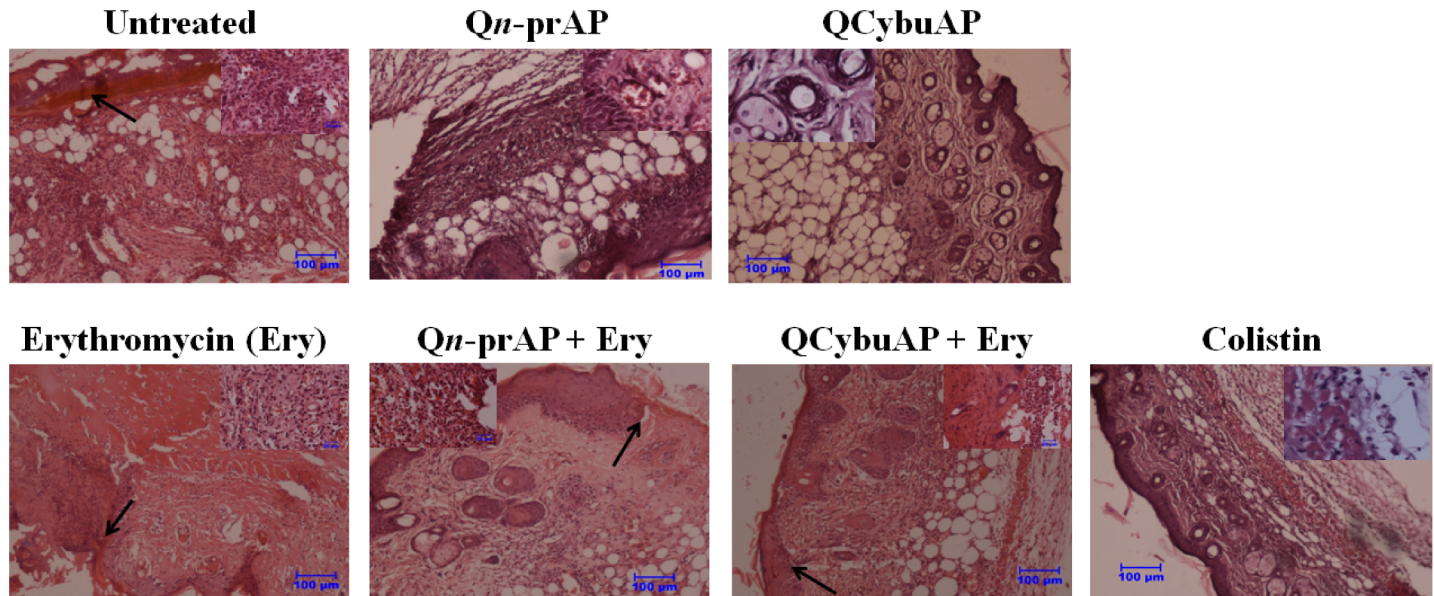 Untreated
Qn-prAP
QCybuAP
100 µm
100 µm
100 µm
Erythromycin (Ery)
Qn-prAP + Ery
QCybuAP + Ery
Colistin
100 µm
100 µm
100 µm
100 µm